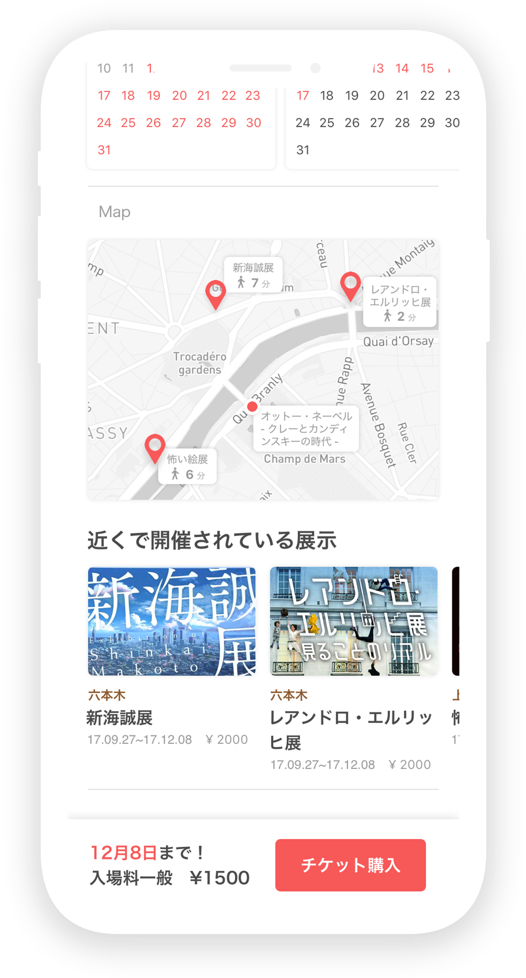 10 11
13 14 15
17 18 19 20 21 22 23
17 18 19 20 21 22 23
24 25 26 27 28 29 30
24 25 26 27 28 29 30
31
31
Map
新海誠展
7 分
レアンドロ・
エルリッヒ展
2 分
Quai d'Orsay
Trocadéro
gardens
Quai Branly
Avenue Bosquet
Rue Cler
オットー・ネーベル
- クレーとカンディ
ンスキーの時代 -
Champ de Mars
怖い絵展
6 分
近くで開催されている展示
新海誠展
Shinkai
Makoto
レアンドロ・
エルリッヒ展
見ることのリアル
六本木
新海誠展
17.09.27~17.12.08 ¥ 2000
六本木
レアンドロ・エルリッ
ヒ展
17.09.27~17.12.08 ¥ 2000
12月8日まで！
入場料一般 ¥1500
チケット購入